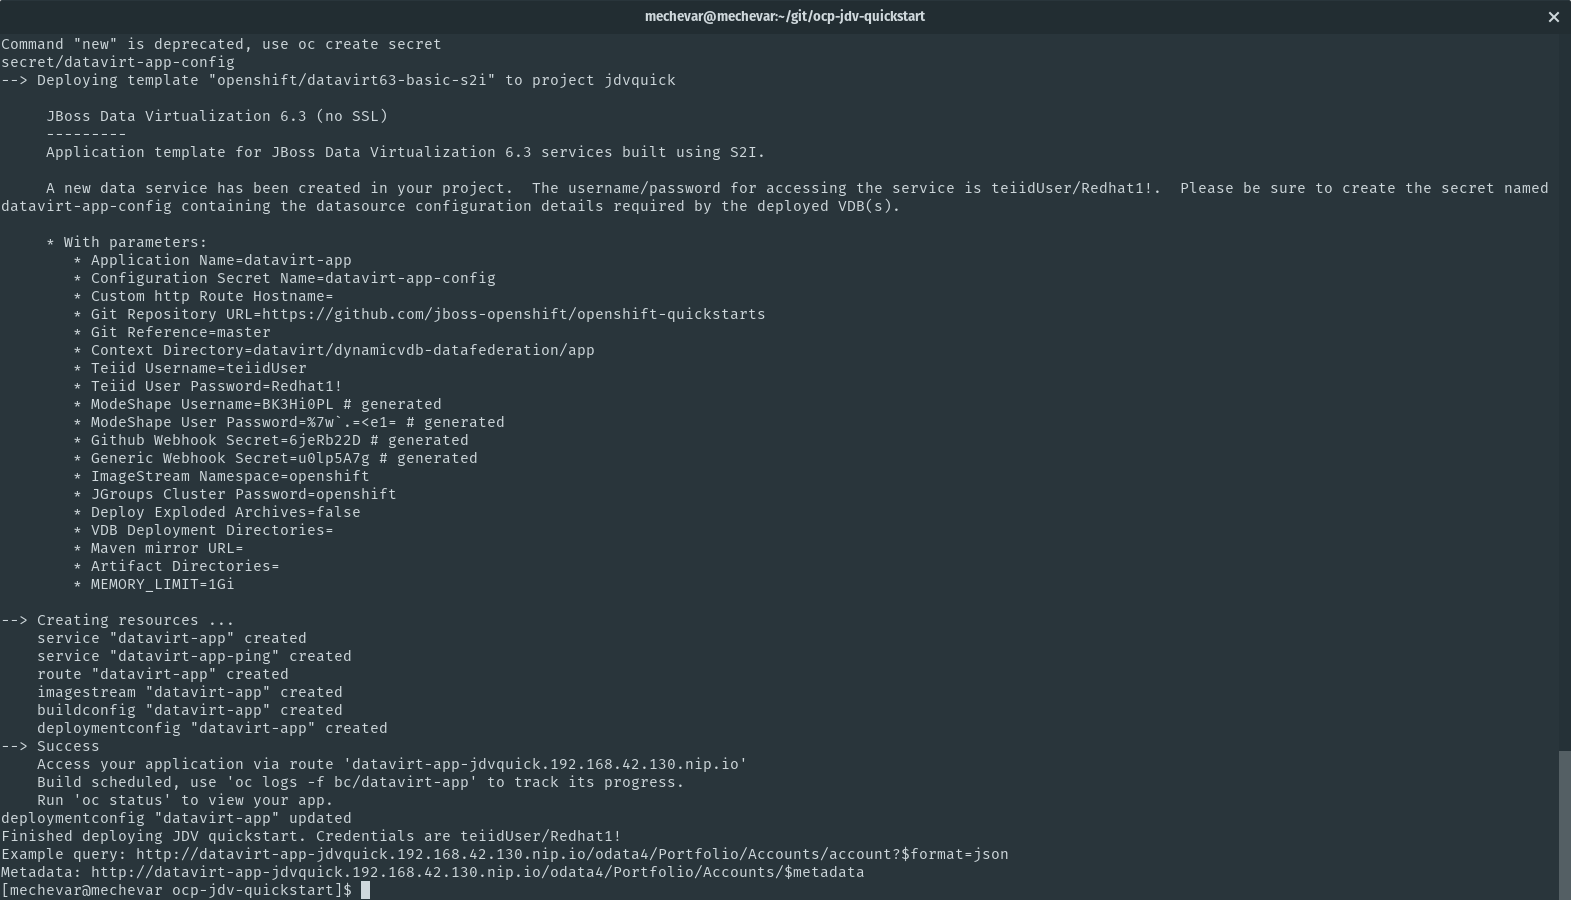 mechevar@mechevar:~/git/ocp-jdv-quickstart
Command "new" is deprecated, use oc create secret
secret/datavirt-app-config
--> Deploying template "openshift/datavirt63-basic-s2i" to project jdvquick
JBoss Data Virtualization 6.3 (no SSL)
---------
Application template for JBoss Data Virtualization 6.3 services built using S2I.
A new data service has been created in your project.  The username/password for accessing the service is teiidUser/Redhat1!.  Please be sure to create the secret named
datavirt-app-config containing the datasource configuration details required by the deployed VDB(s).
* With parameters:
* Application Name=datavirt-app
* Configuration Secret Name=datavirt-app-config
* Custom http Route Hostname=
* Git Repository URL=https://github.com/jboss-openshift/openshift-quickstarts
* Git Reference=master
* Context Directory=datavirt/dynamicvdb-datafederation/app
* Teiid Username=teiidUser
* Teiid User Password=Redhat1!
* ModeShape Username=BK3Hi0PL # generated
* ModeShape User Password=%7w`.=<e1= # generated
* Github Webhook Secret=6jeRb22D # generated
* Generic Webhook Secret=u0lp5A7g # generated
* ImageStream Namespace=openshift
* JGroups Cluster Password=openshift
* Deploy Exploded Archives=false
* VDB Deployment Directories=
* Maven mirror URL=
* Artifact Directories=
* MEMORY_LIMIT=1Gi
--> Creating resources ...
service "datavirt-app" created
service "datavirt-app-ping" created
route "datavirt-app" created
imagestream "datavirt-app" created
buildconfig "datavirt-app" created
deploymentconfig "datavirt-app" created
--> Success
Access your application via route 'datavirt-app-jdvquick.192.168.42.130.nip.io'
Build scheduled, use 'oc logs -f bc/datavirt-app' to track its progress.
Run 'oc status' to view your app.
deploymentconfig "datavirt-app" updated
Finished deploying JDV quickstart. Credentials are teiidUser/Redhat1!
Example query: http://datavirt-app-jdvquick.192.168.42.130.nip.io/odata4/Portfolio/Accounts/account?$format=json
Metadata: http://datavirt-app-jdvquick.192.168.42.130.nip.io/odata4/Portfolio/Accounts/$metadata
[mechevar@mechevar ocp-jdv-quickstart]$